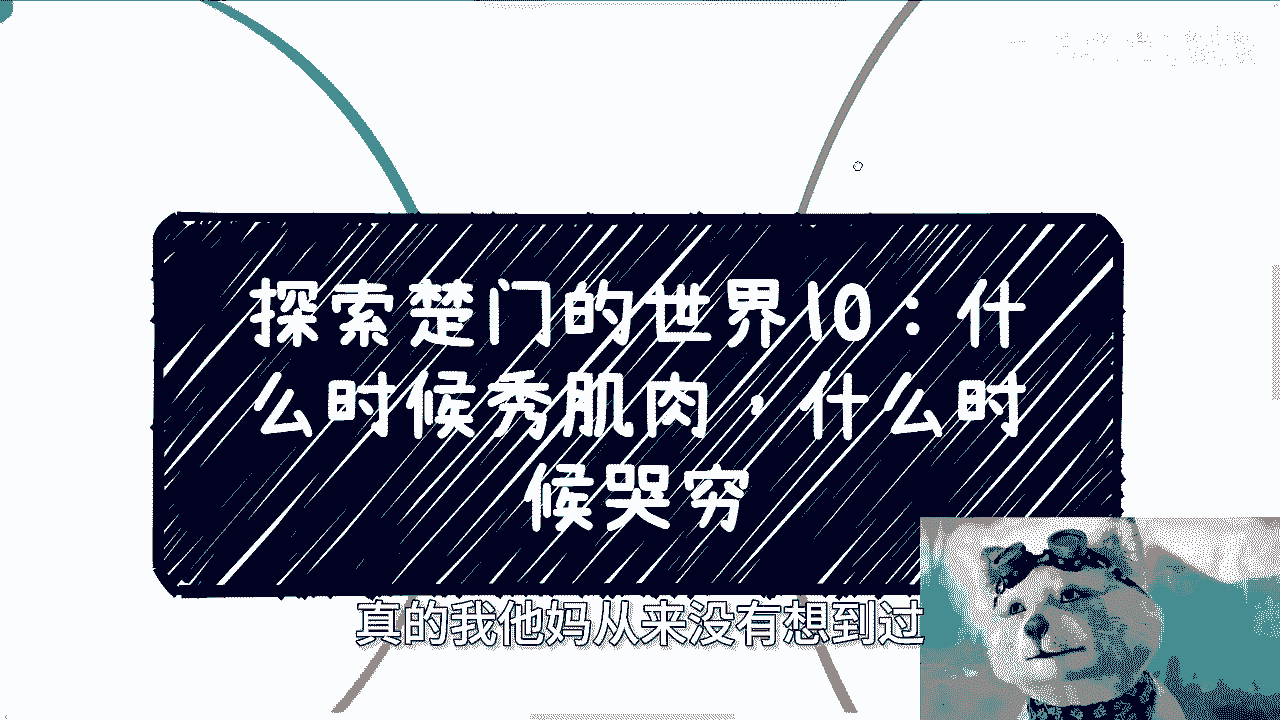 探索楚门的世界10：什
么时候秀肌肉，什么时
候哭穷
真的我他妈从来没有想到过